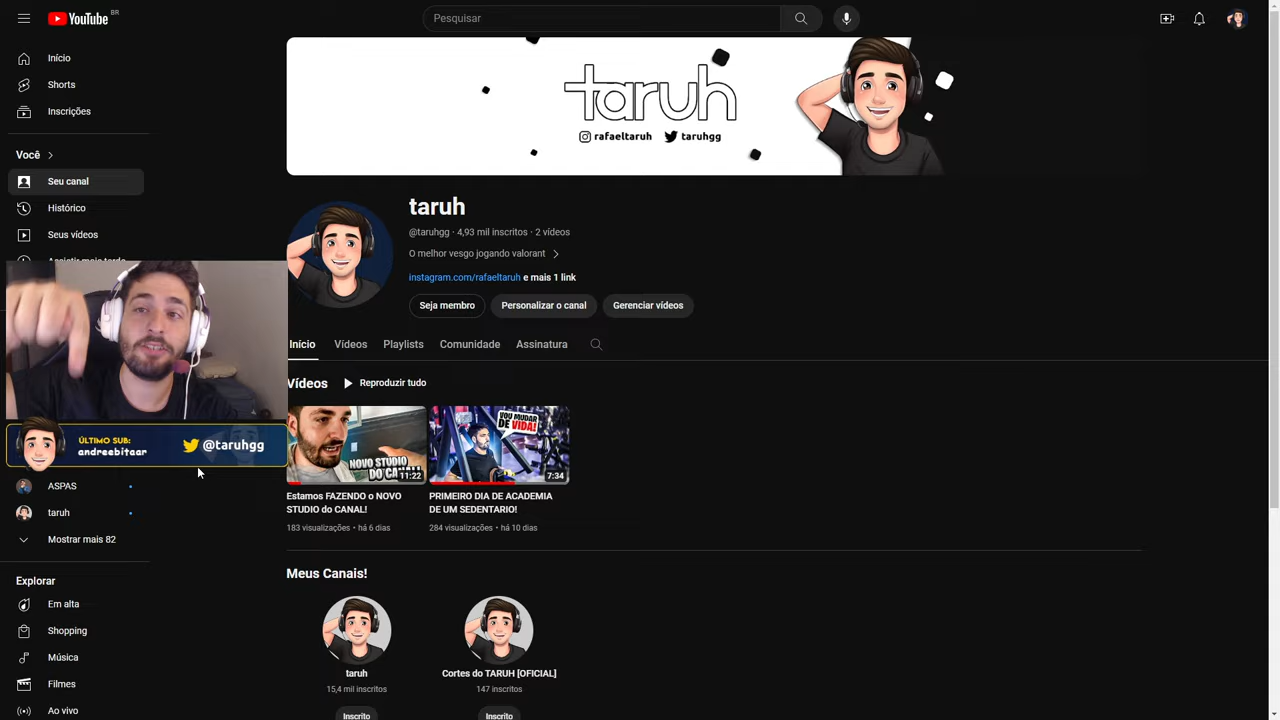 YouTube BR
Pesquisar
Início
Shorts
Inscrições
Você
Seu canal
Histórico
Seus vídeos
ÚLTIMO SUB:
andreebitaar
@taruhgg
ASPAS
taruh
Mostrar mais 82
Explorar
Em alta
Shopping
Música
Filmes
Ao vivo
taruh
rafaeltaruh taruhgg
taruh
@taruhgg · 4,93 mil inscritos · 2 vídeos
O melhor vesgo jogando valorant
instagram.com/rafaeltaruh e mais 1 link
Seja membro Personalizar o canal Gerenciar vídeos
Início Vídeos Playlists Comunidade Assinatura
Vídeos Reproduzir tudo
NOVO STUDIO
DO CANAL!
11:22
Estamos FAZENDO o NOVO
STUDIO do CANAL!
183 visualizações · há 6 dias
VOU MUDAR
DE VIDA!
7:34
PRIMEIRO DIA DE ACADEMIA
DE UM SEDENTARIO!
284 visualizações · há 10 dias
Meus Canais!
taruh
15,4 mil inscritos
Inscrito
Cortes do TARUH [OFICIAL]
147 inscritos
Inscrito